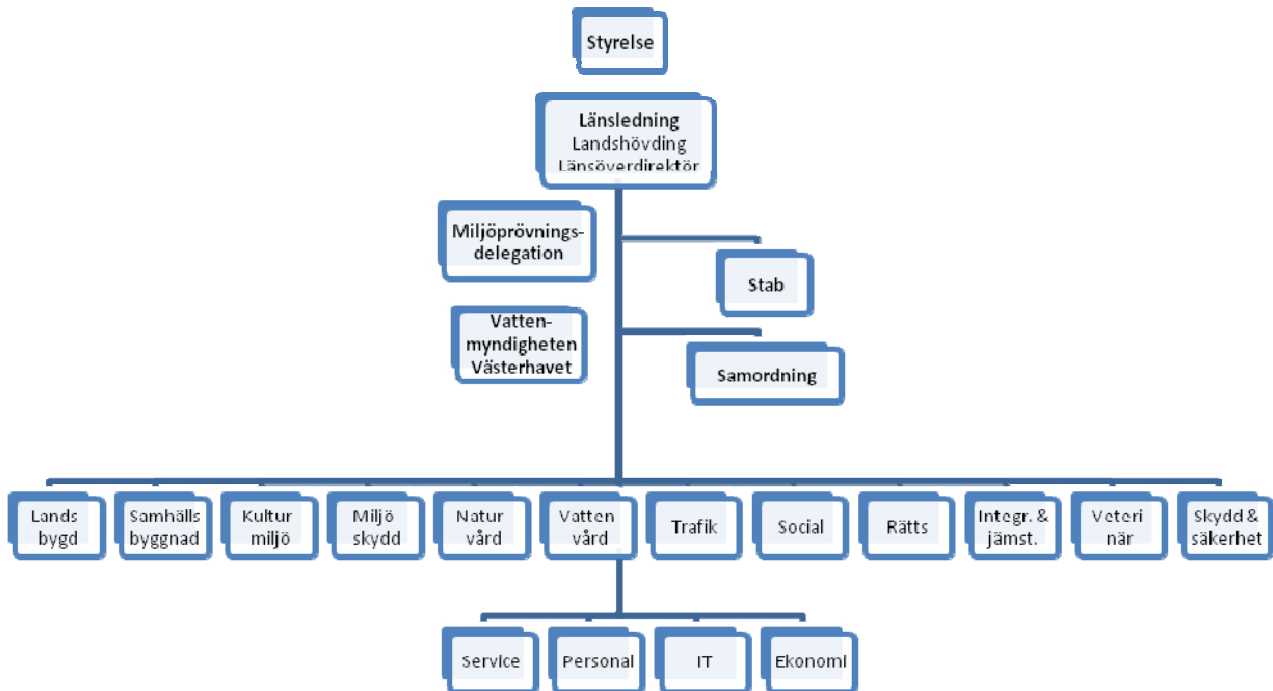 Styrelse
Länsledning
Landshövding
Länsöverdirektör
Miljöprövnings-
delegation
Stab
Vatten-
myndigheten
Västerhavet
Samordning
Lands
bygd
Samhälls
byggnad
Kultur
miljö
Miljö
skydd
Natur
vård
Vatten
vård
Trafik
Social
Rätts
Integr. &
jämst.
Veteri
när
Skydd &
säkerhet
Service
Personal
IT
Ekonomi